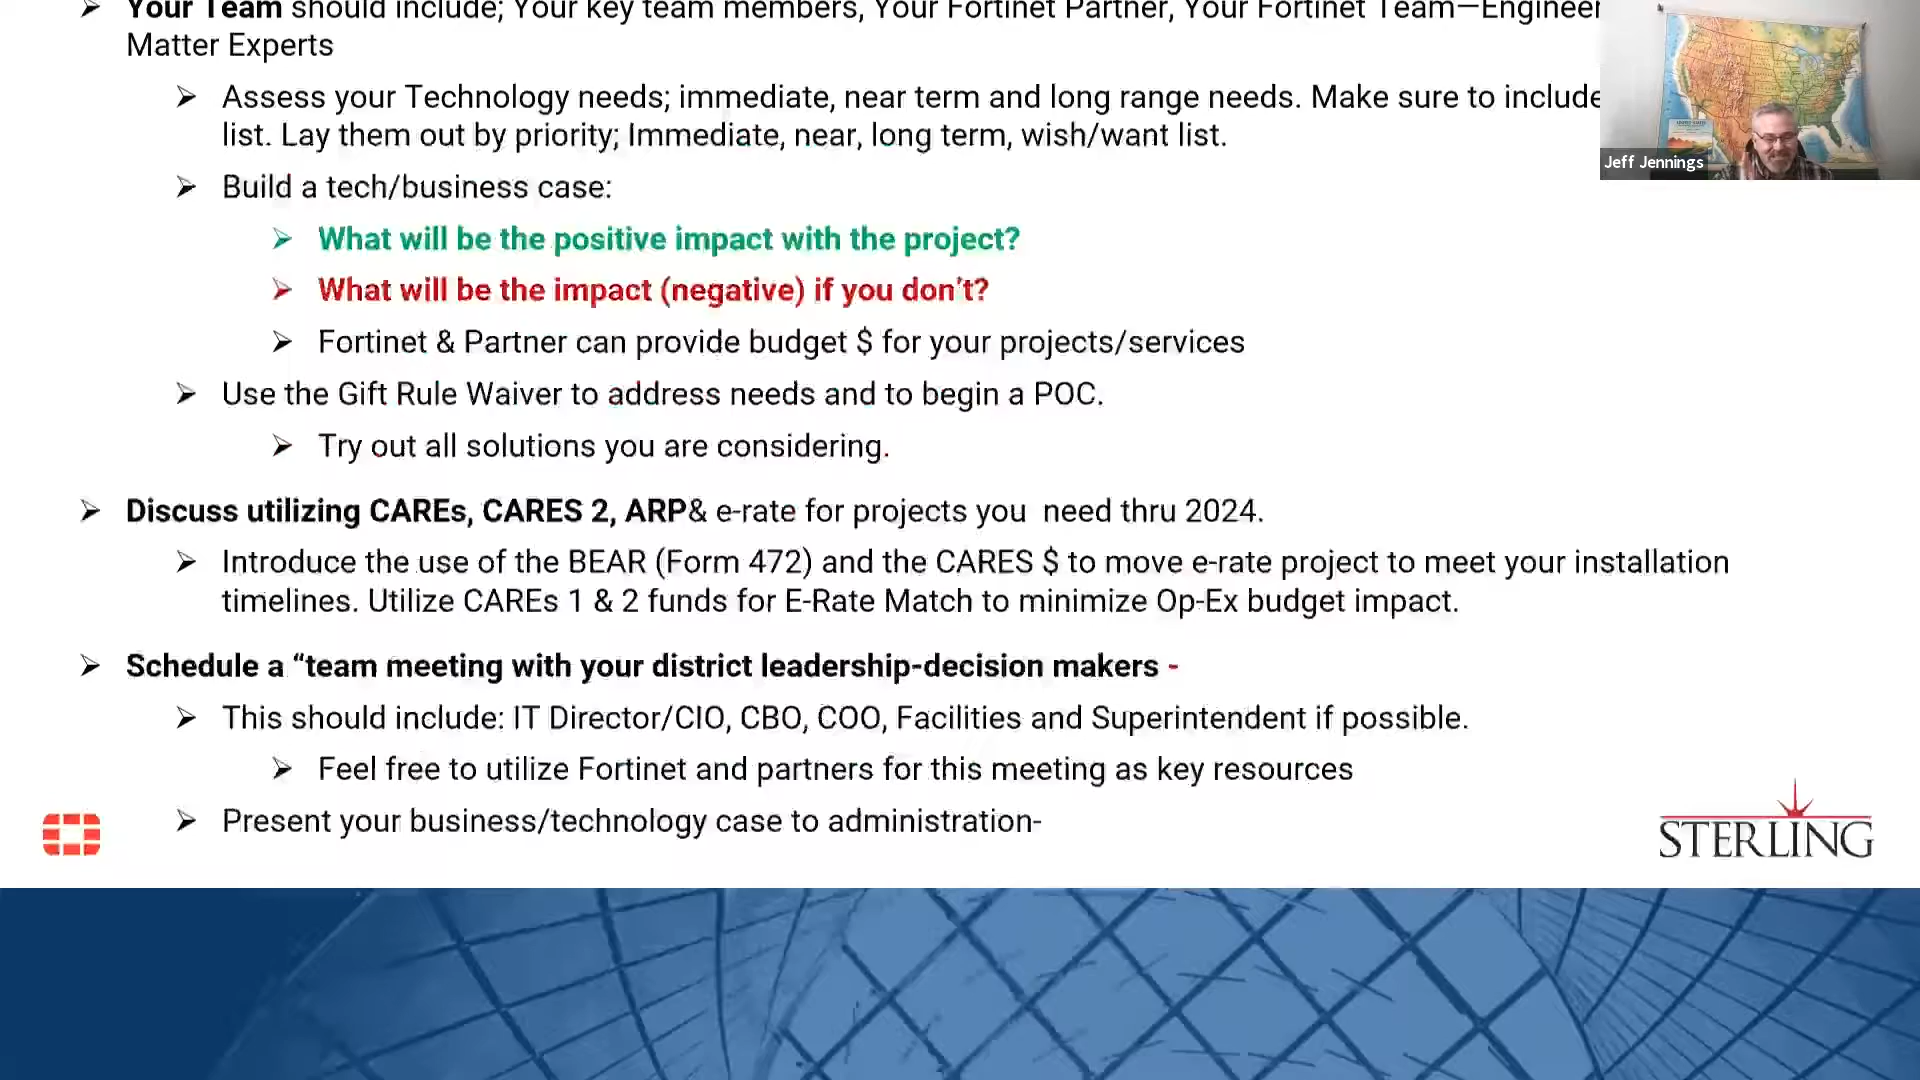 Your Team should include; Your key team members, Your Fortinet Partner, Your Fortinet Team—Engineer
Matter Experts
Assess your Technology needs; immediate, near term and long range needs. Make sure to include
list. Lay them out by priority; Immediate, near, long term, wish/want list.
Jeff Jennings
Build a tech/business case:
What will be the positive impact with the project?
What will be the impact (negative) if you don't?
Fortinet & Partner can provide budget $ for your projects/services
Use the Gift Rule Waiver to address needs and to begin a POC.
Try out all solutions you are considering.
Discuss utilizing CAREs, CARES 2, ARP& e-rate for projects you  need thru 2024.
Introduce the use of the BEAR (Form 472) and the CARES $ to move e-rate project to meet your installation
timelines. Utilize CAREs 1 & 2 funds for E-Rate Match to minimize Op-Ex budget impact.
Schedule a “team meeting with your district leadership-decision makers -
This should include: IT Director/CIO, CBO, COO, Facilities and Superintendent if possible.
Feel free to utilize Fortinet and partners for this meeting as key resources
Present your business/technology case to administration-
STERLING